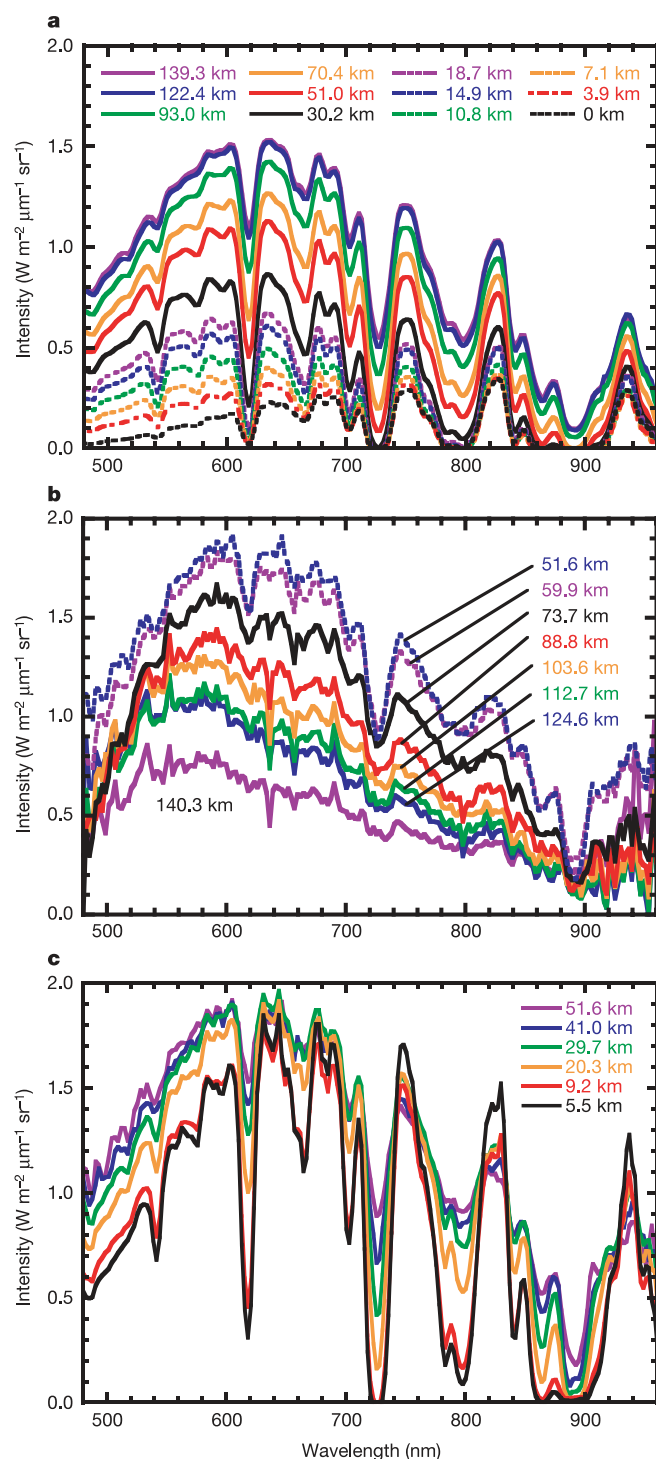 a
2.0
139.3 km 70.4 km 18.7 km 7.1 km
122.4 km 51.0 km 14.9 km 3.9 km
93.0 km 30.2 km 10.8 km 0 km
1.5
1.0
0.5
0.0
Intensity (W m⁻² μm⁻¹ sr⁻¹)
500 600 700 800 900
b
2.0
1.5
1.0
0.5
0.0
Intensity (W m⁻² μm⁻¹ sr⁻¹)
51.6 km
59.9 km
73.7 km
88.8 km
103.6 km
112.7 km
124.6 km
140.3 km
500 600 700 800 900
c
2.0
1.5
1.0
0.5
0.0
Intensity (W m⁻² μm⁻¹ sr⁻¹)
51.6 km
41.0 km
29.7 km
20.3 km
9.2 km
5.5 km
500 600 700 800 900
Wavelength (nm)